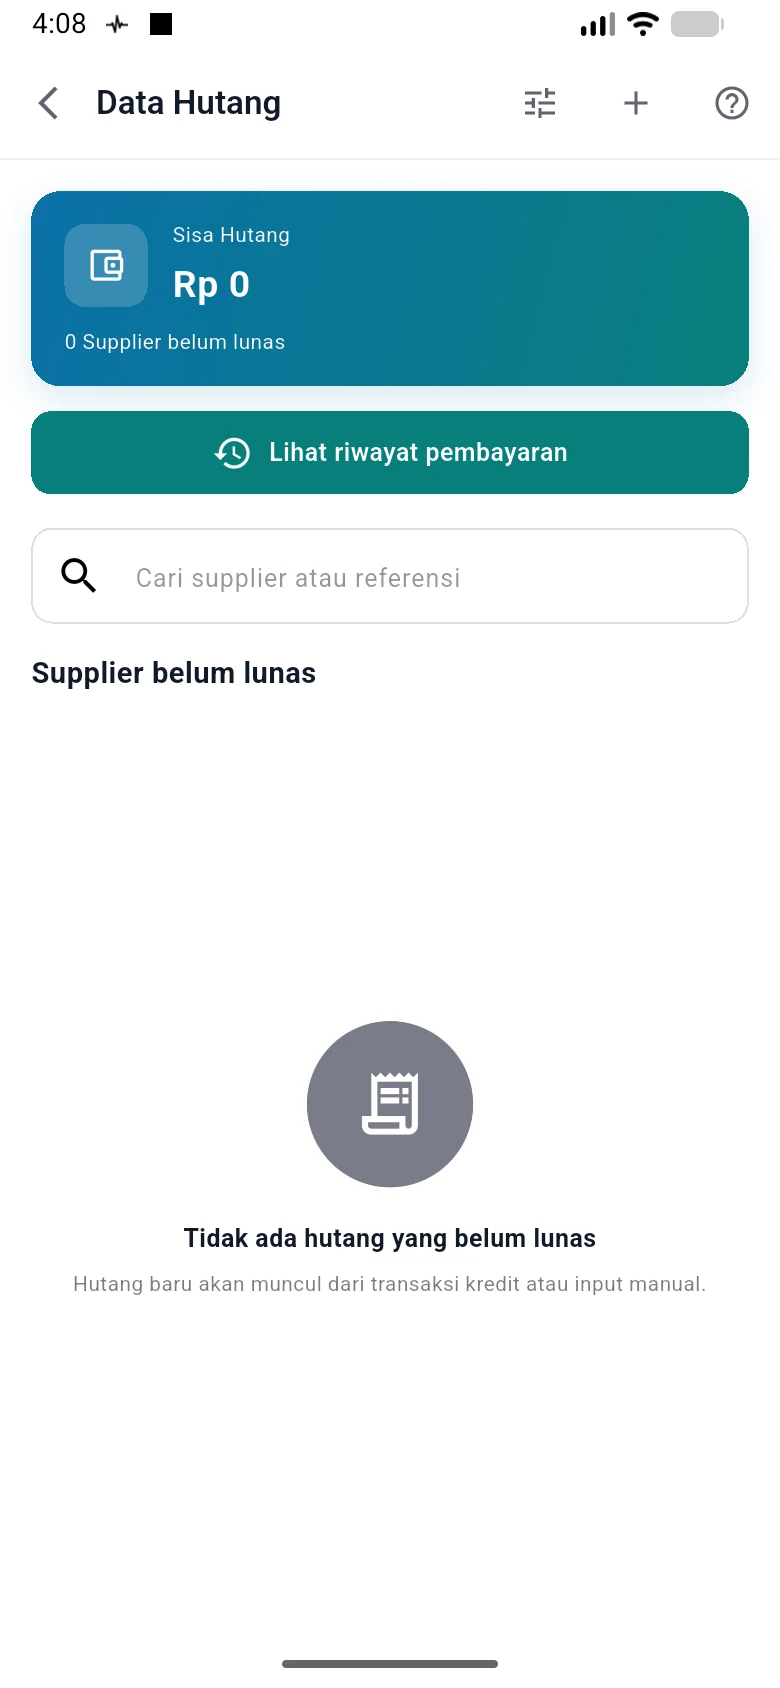 4:08
Data Hutang
Sisa Hutang
Rp 0
0 Supplier belum lunas
Lihat riwayat pembayaran
Cari supplier atau referensi
Supplier belum lunas
Tidak ada hutang yang belum lunas
Hutang baru akan muncul dari transaksi kredit atau input manual.